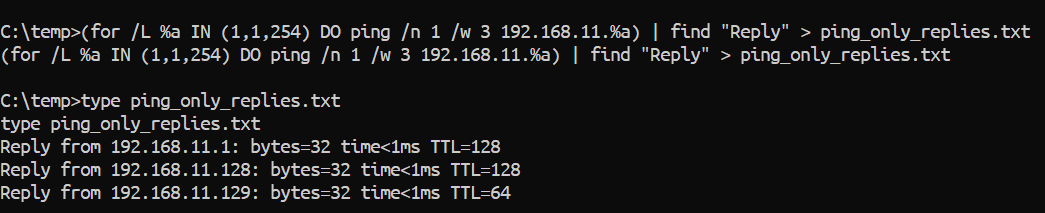 C:\temp>(for /L %a IN (1,1,254) DO ping /n 1 /w 3 192.168.11.%a) | find "Reply" > ping_only_replies.txt
(for /L %a IN (1,1,254) DO ping /n 1 /w 3 192.168.11.%a) | find "Reply" > ping_only_replies.txt
C:\temp>type ping_only_replies.txt
type ping_only_replies.txt
Reply from 192.168.11.1: bytes=32 time<1ms TTL=128
Reply from 192.168.11.128: bytes=32 time<1ms TTL=128
Reply from 192.168.11.129: bytes=32 time<1ms TTL=64